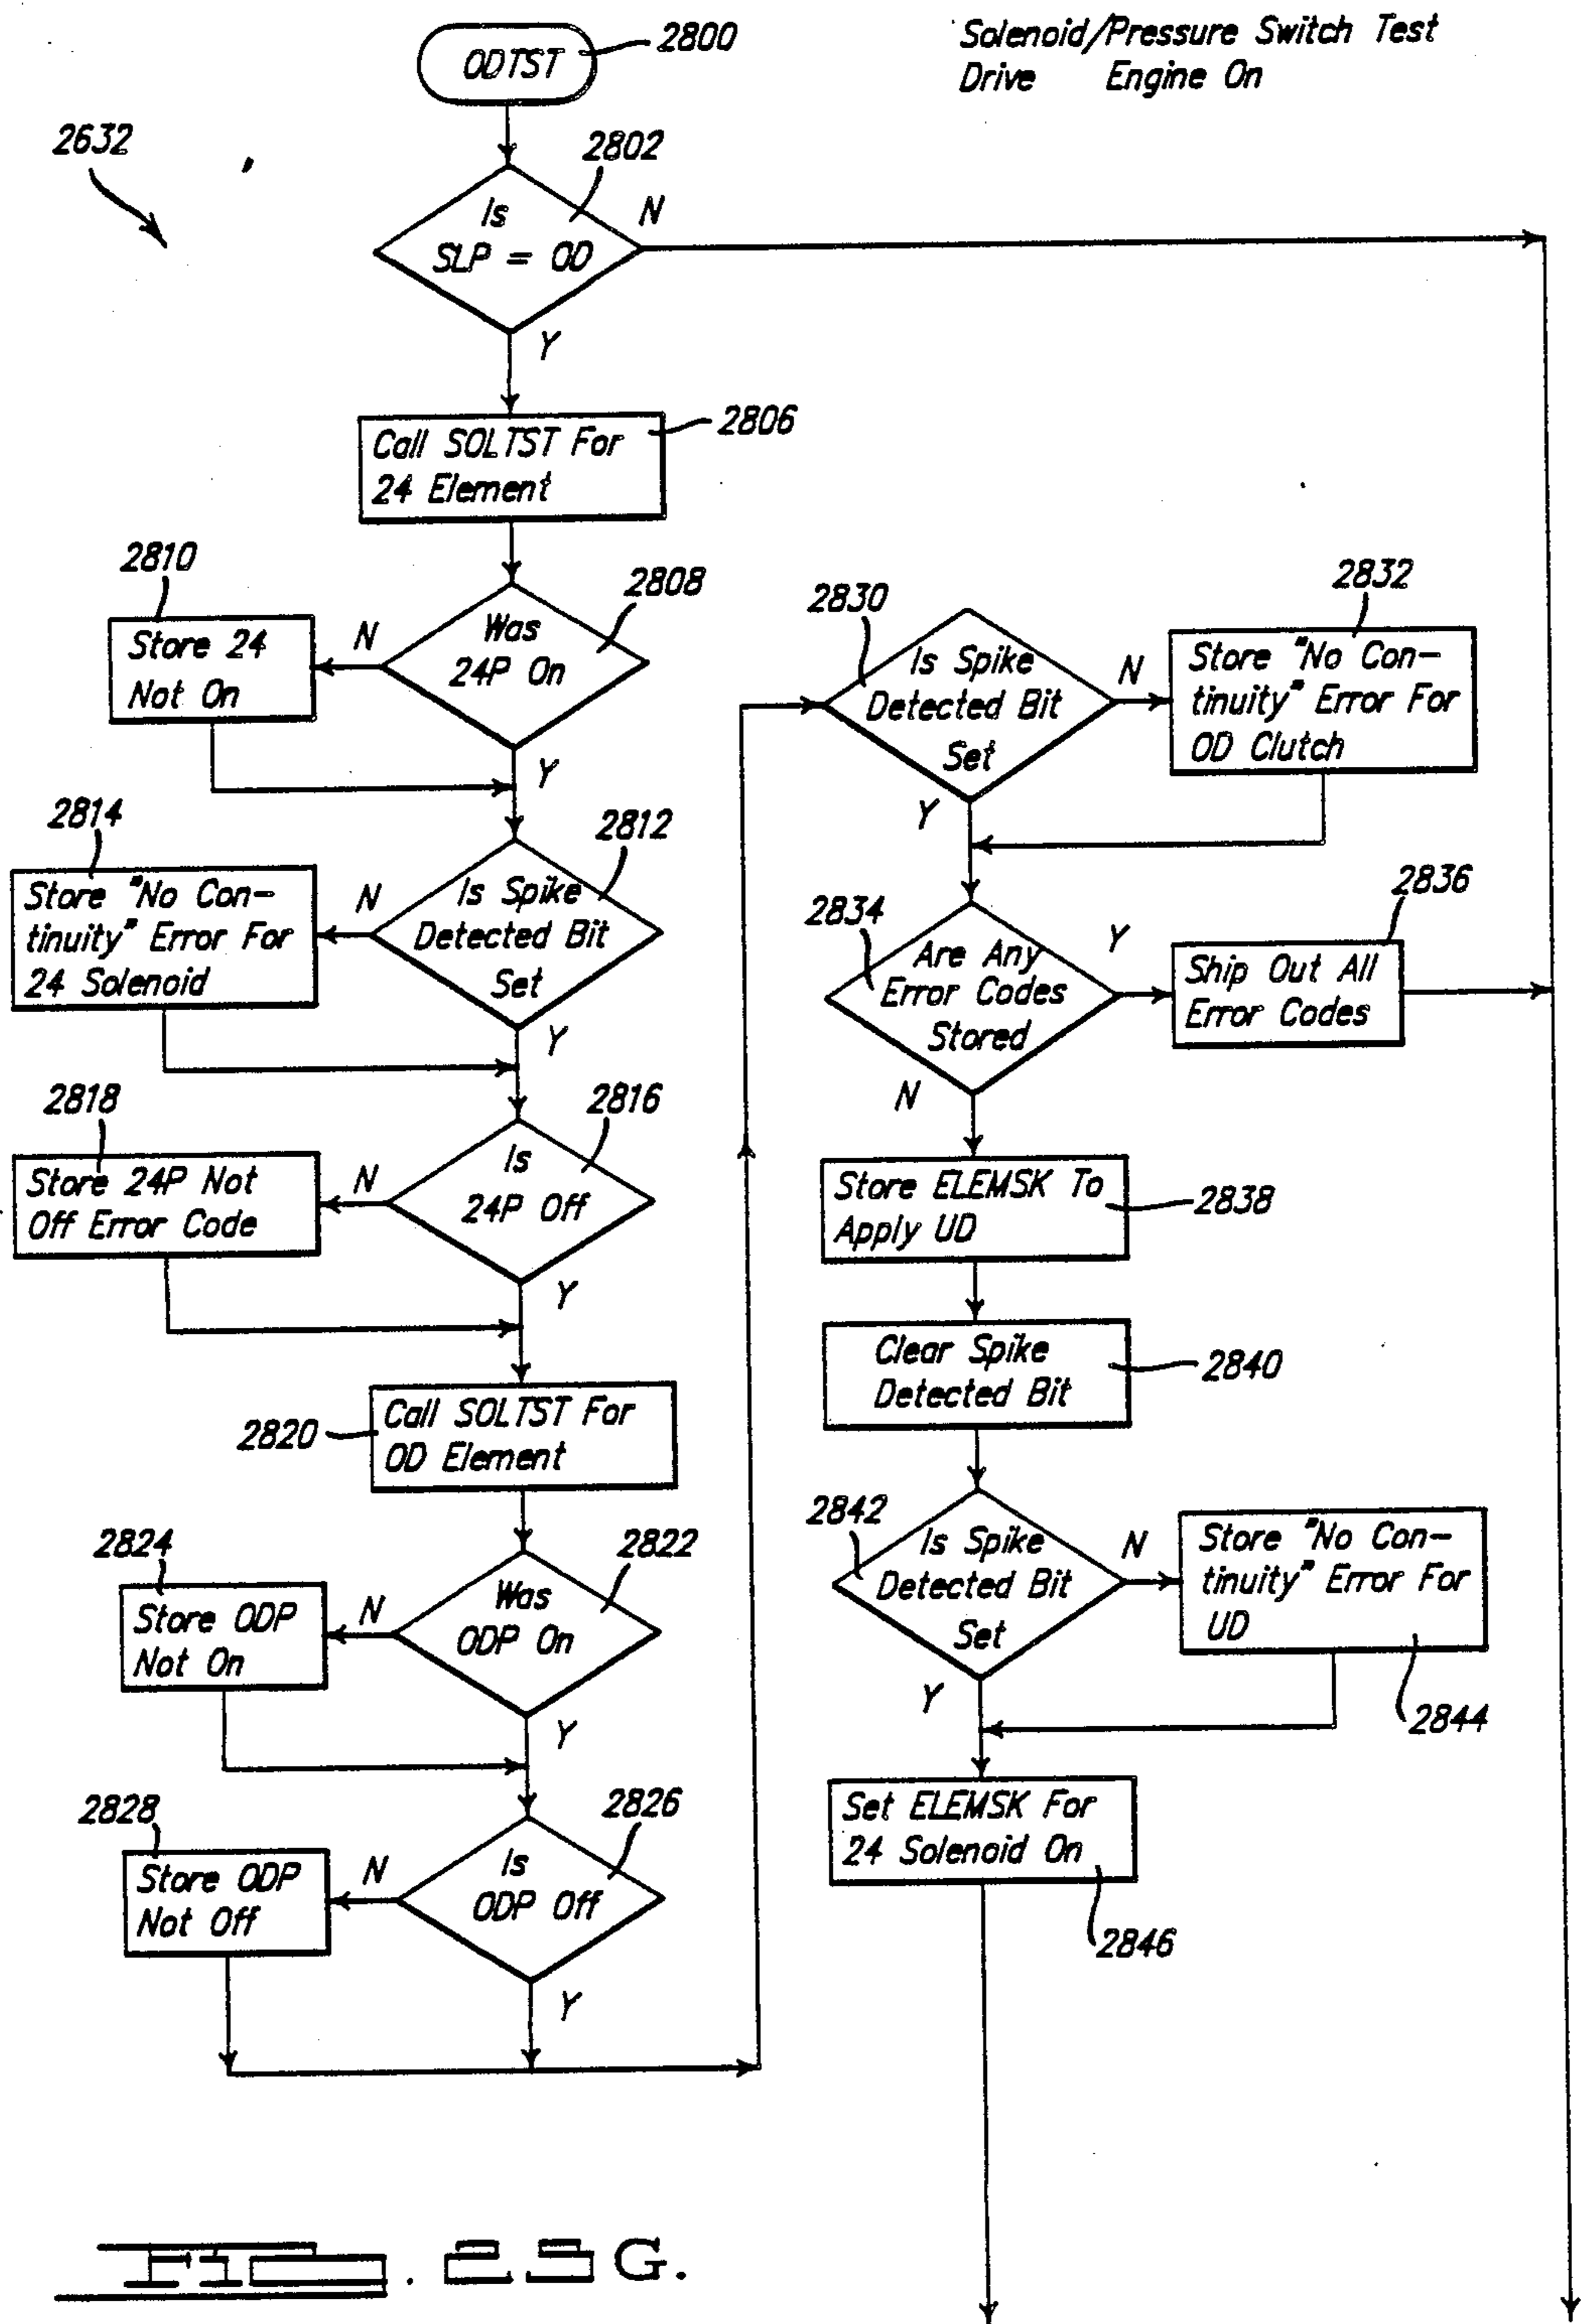 Solenoid/Pressure Switch Test
Drive Engine On
ODTST
2800
2632
2802
Is
SLP = OD
N
Y
Call SOLTST For
24 Element
2806
2808
Was
24P On
N
Y
2810
Store 24
Not On
2812
Is Spike
Detected Bit
Set
N
Y
2814
Store "No Con-
tinuity" Error For
24 Solenoid
2816
Is
24P Off
N
Y
2818
Store 24P Not
Off Error Code
2820
Call SOLTST For
OD Element
2822
Was
ODP On
N
Y
2824
Store ODP
Not On
2826
Is
ODP Off
N
Y
2828
Store ODP
Not Off
2830
Is Spike
Detected Bit
Set
N
Y
2832
Store "No Con-
tinuity" Error For
OD Clutch
2834
Are Any
Error Codes
Stored
Y
N
2836
Ship Out All
Error Codes
Store ELEMSK To
Apply UD
2838
Clear Spike
Detected Bit
2840
2842
Is Spike
Detected Bit
Set
N
Y
Store "No Con-
tinuity" Error For
UD
2844
Set ELEMSK For
24 Solenoid On
2846